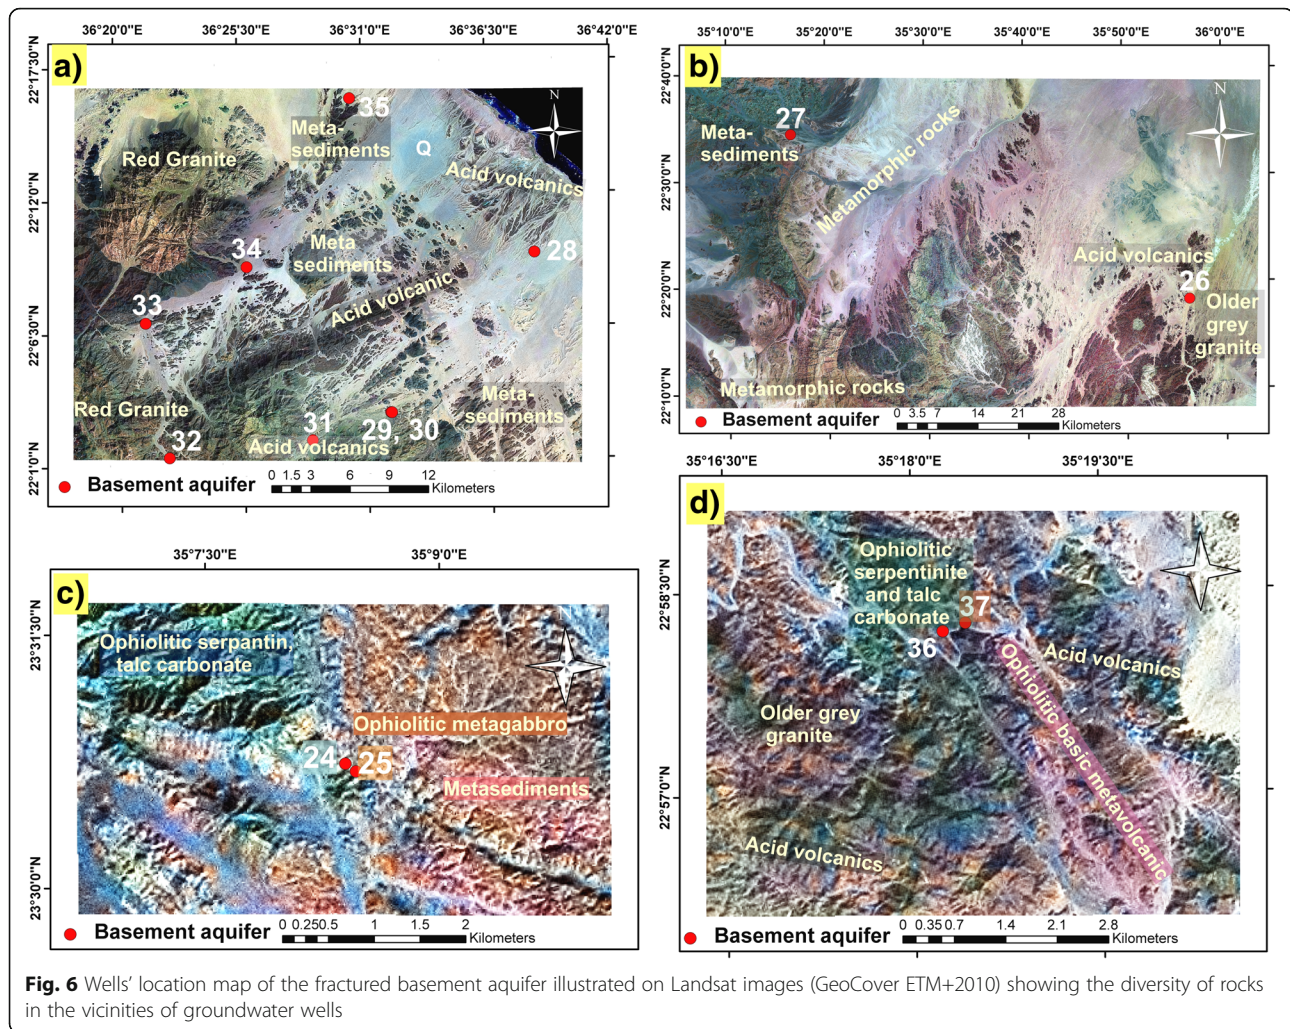 36°20'0"E 36°25'30"E 36°31'0"E 36°36'30"E 36°42'0"E
a)
22°17'30"N
22°12'0"N
22°6'30"N
22°1'0"N
N
35
Meta-
sediments
Red Granite
Q
Acid volcanics
34
Meta
sediments
28
Acid volcanic
33
Red Granite
Meta-
sediments
31
29, 30
32
Acid volcanics
Basement aquifer
0 1.5 3 6 9 12
Kilometers
35°10'0"E 35°20'0"E 35°30'0"E 35°40'0"E 35°50'0"E 36°0'0"E
b)
22°40'0"N
22°30'0"N
22°20'0"N
22°10'0"N
N
27
Meta-
sediments
Metamorphic rocks
Acid volcanics
26
Older
grey
granite
Metamorphic rocks
Basement aquifer
0 3.5 7 14 21 28
Kilometers
35°7'30"E 35°9'0"E
c)
23°31'30"N
23°30'0"N
N
Ophiolitic serpantin,
talc carbonate
Ophiolitic metagabbro
24
25
Metasediments
Basement aquifer
0 0.25 0.5 1 1.5 2
Kilometers
35°16'30"E 35°18'0"E 35°19'30"E
d)
22°58'30"N
22°57'0"N
Ophiolitic
serpentinite
and talc
carbonate
37
36
Acid volcanics
Ophiolitic basic metavolcanic
Older grey
granite
Acid volcanics
Basement aquifer
0 0.35 0.7 1.4 2.1 2.8
Kilometers
Fig. 6 Wells' location map of the fractured basement aquifer illustrated on Landsat images (GeoCover ETM+2010) showing the diversity of rocks
in the vicinities of groundwater wells